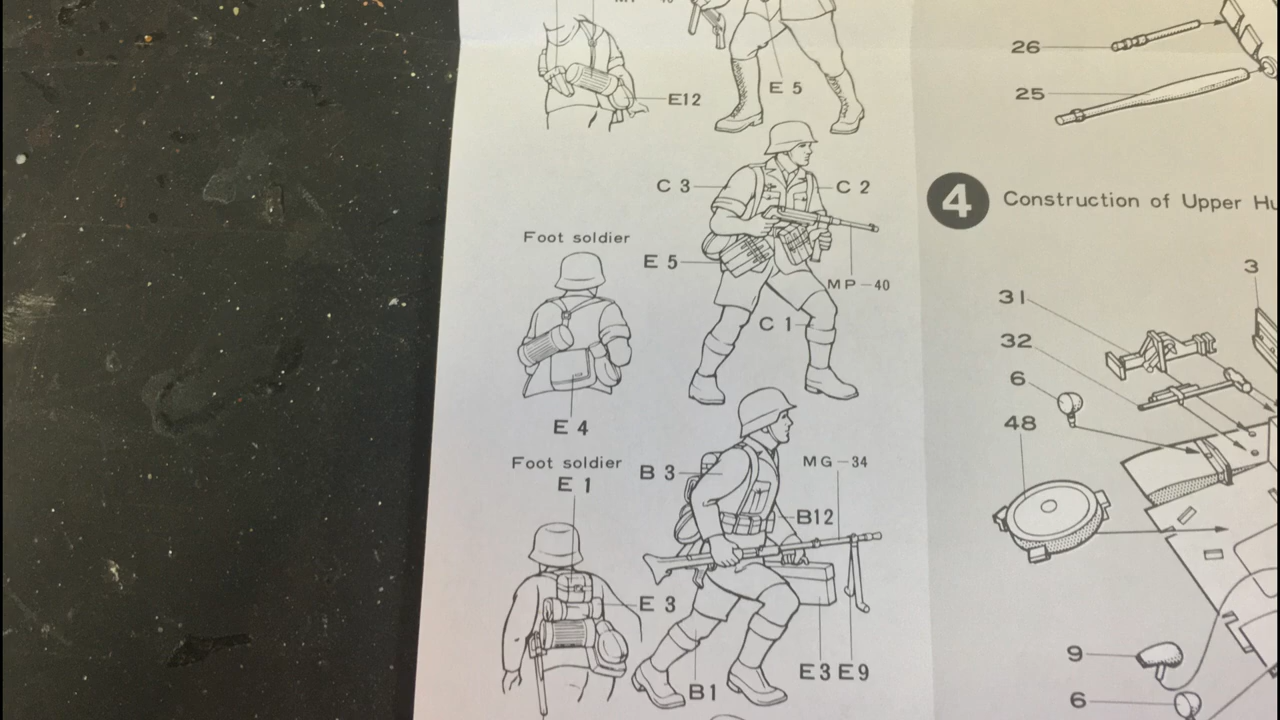 E12
E 5
C 3
C 2
Foot soldier
E 5
MP-40
C 1
E 4
Foot soldier
E 1
B 3
MG-34
B12
E 3
E3 E9
B1
26
25
4 Construction of Upper
3
31
32
6
48
9
6